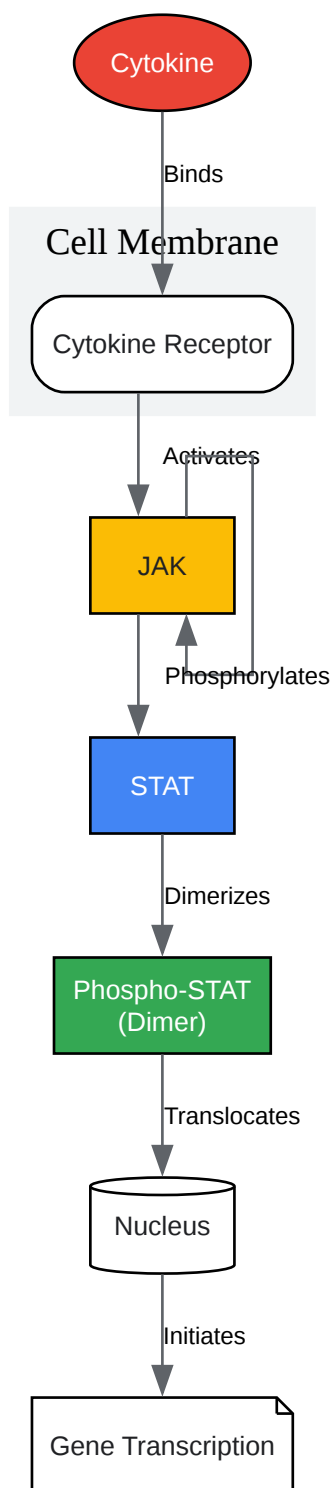 Cytokine
Binds
Cell Membrane
Cytokine Receptor
Activates
JAK
Phosphorylates
STAT
Dimerizes
Phospho-STAT
(Dimer)
Translocates
Nucleus
Initiates
Gene Transcription